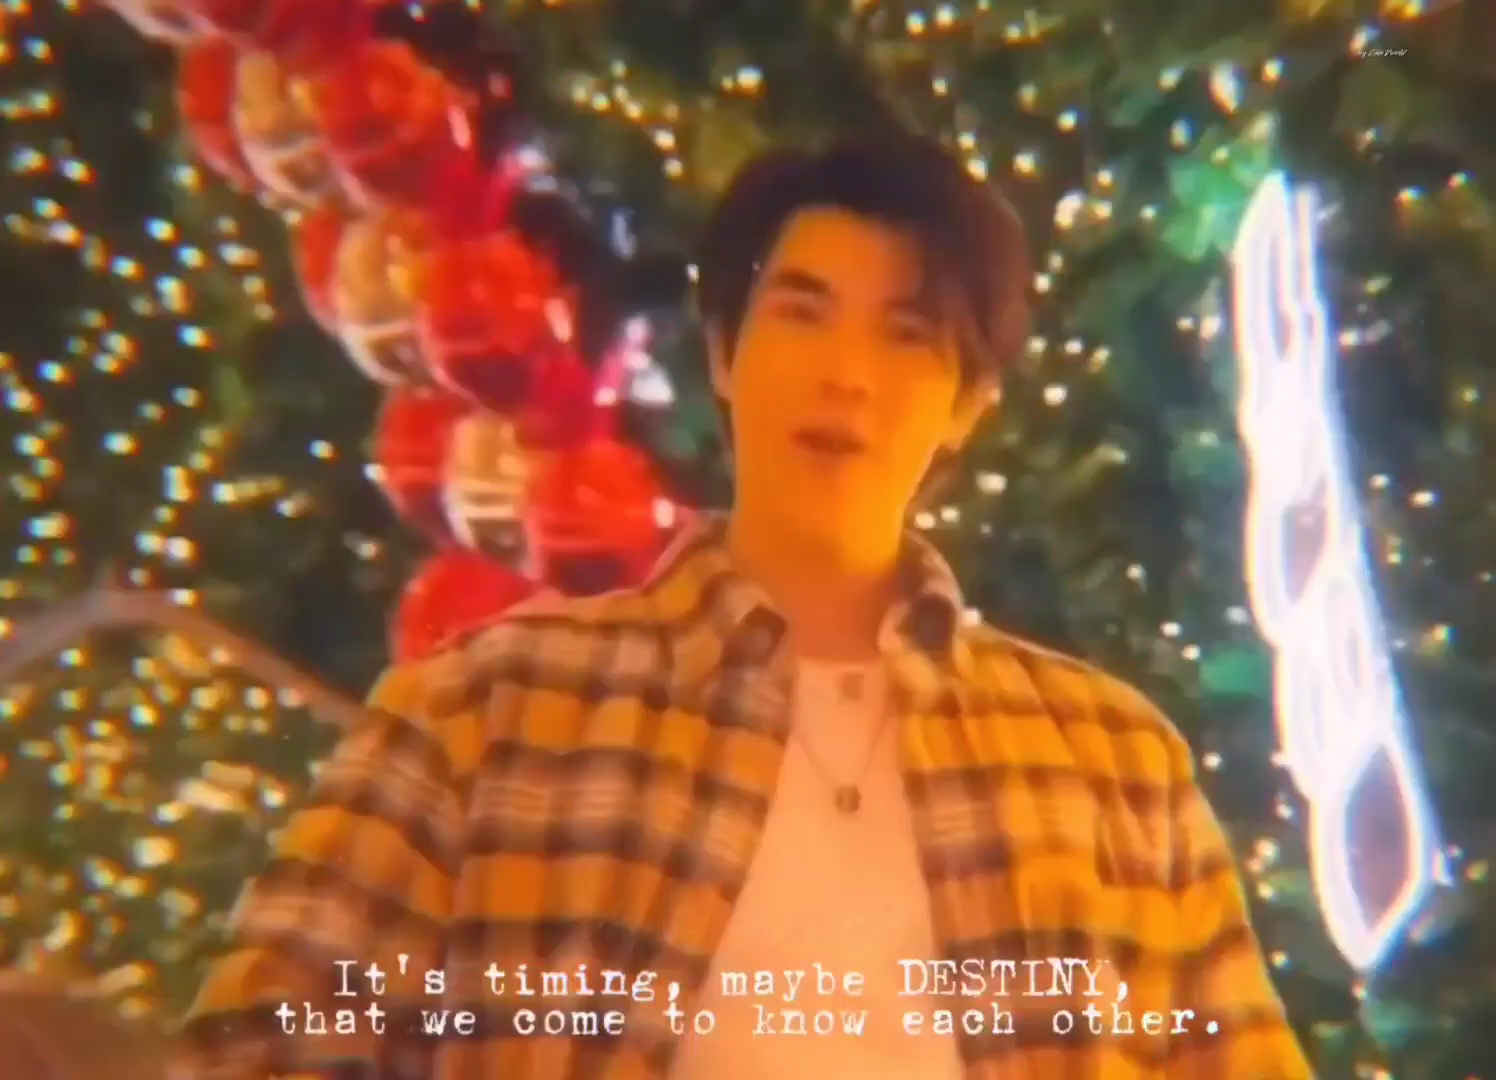 It's timing, maybe DESTINY,
that we come to know each other.